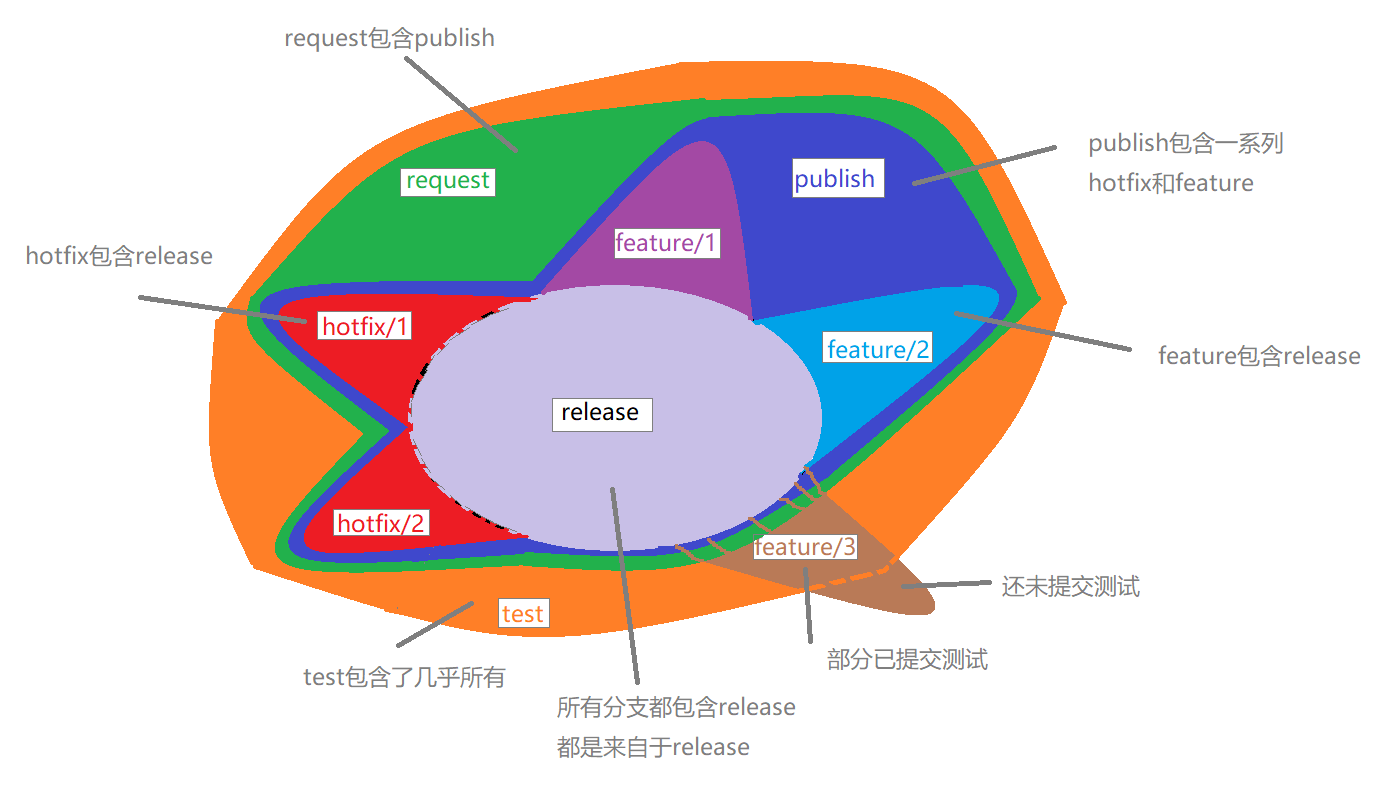 request包含publish
publish包含一系列
hotfix和feature
request
publish
feature/1
hotfix包含release
hotfix/1
feature/2
feature包含release
release
hotfix/2
feature/3
还未提交测试
test
部分已提交测试
test包含了几乎所有
所有分支都包含release
都是来自于release